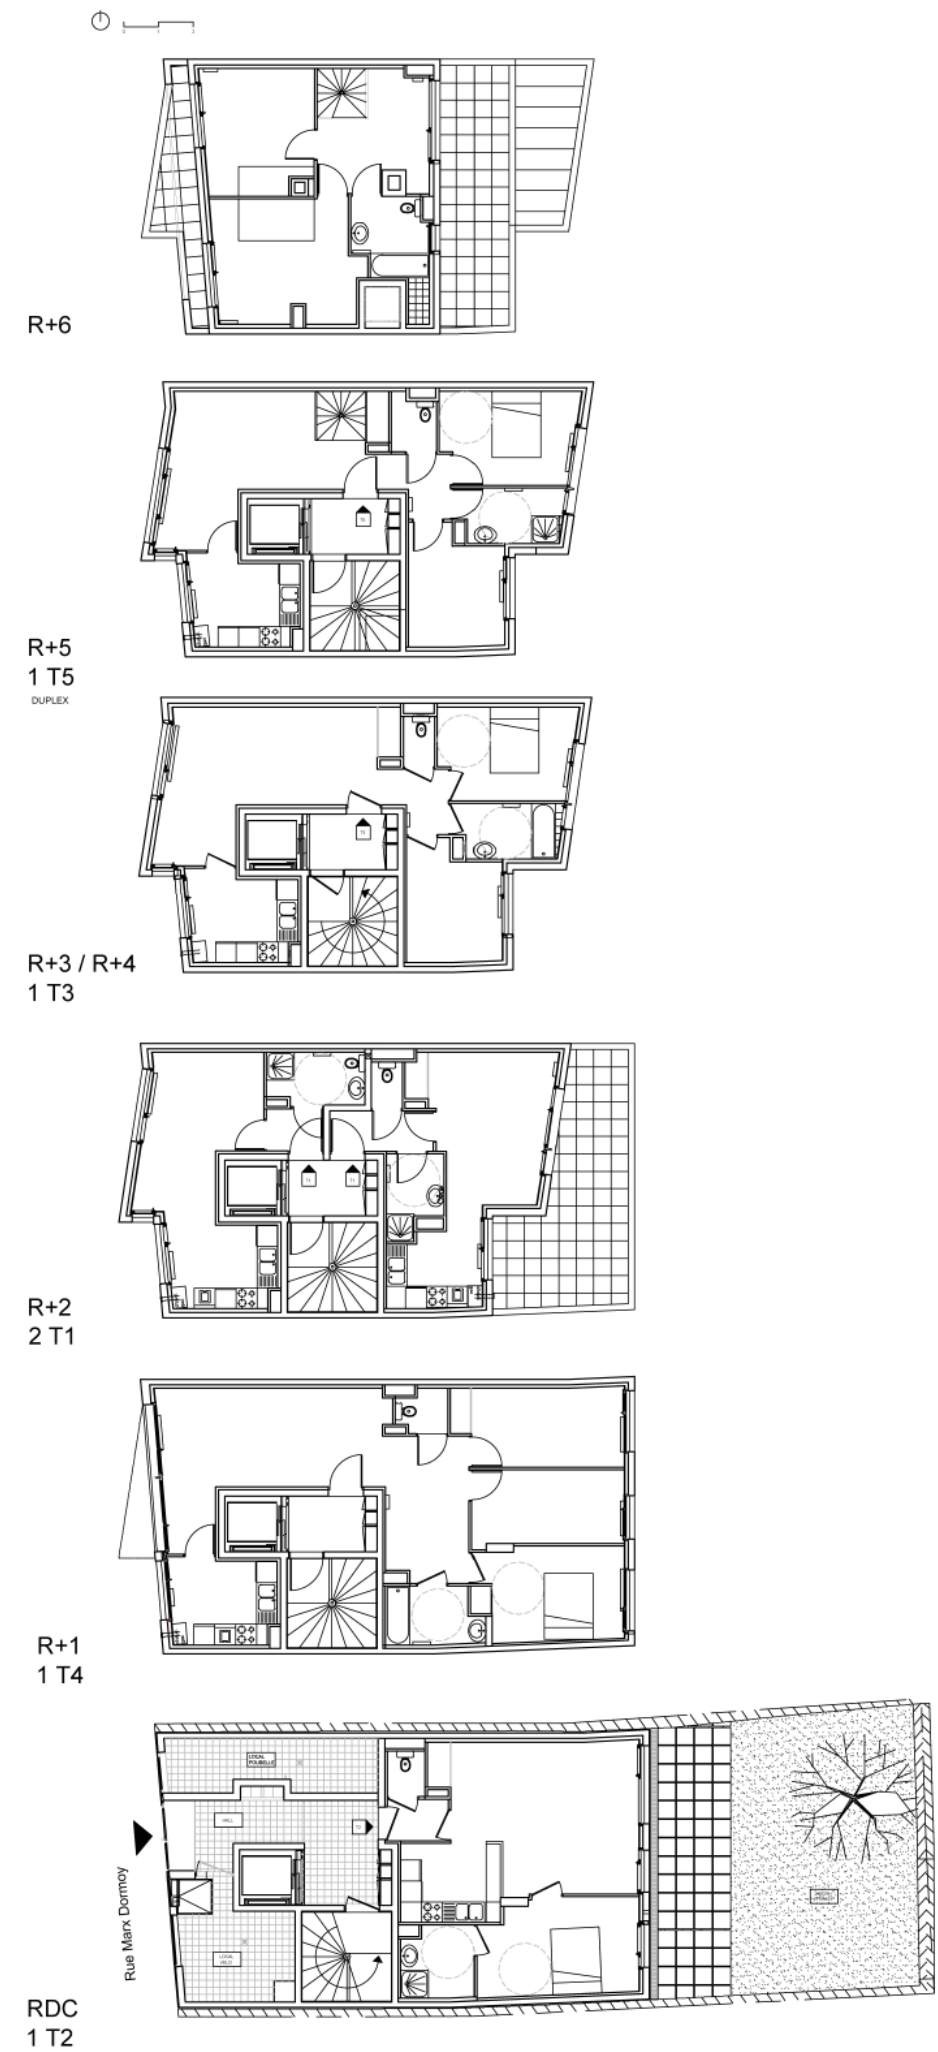 R+6
R+5
1 T5
DUPLEX
R+3 / R+4
1 T3
R+2
2 T1
R+1
1 T4
LOCAL
POUBELLE
HALL
Rue Marx Dormoy
LOCAL
VELO
RDC
1 T2